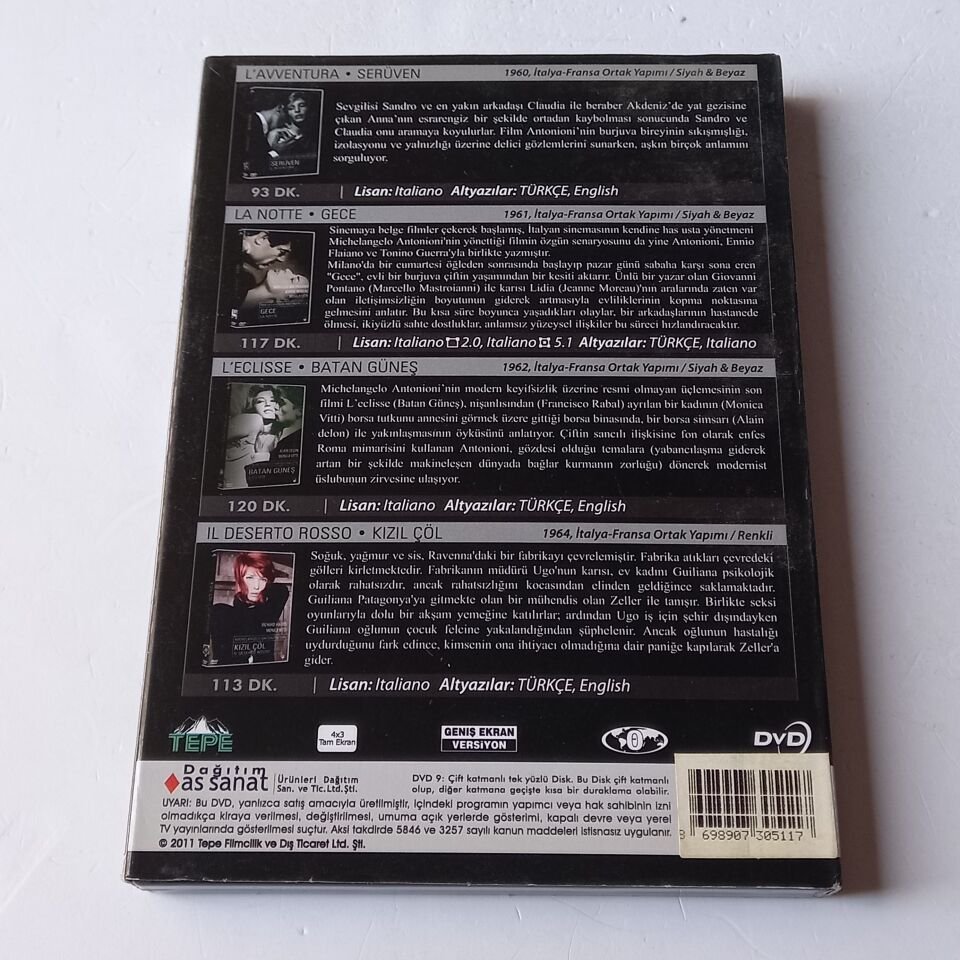 L'AVVENTURA • SERÜVEN
1960, İtalya-Fransa Ortak Yapımı / Siyah & Beyaz
Sevgilisi Sandro ve en yakın arkadaşı Claudia ile beraber Akdeniz'de yat gezisine
çıkan Anna'nın esrarengiz bir şekilde ortadan kaybolması sonucunda Sandro ve
Claudia onu aramaya koyulurlar. Film Antonioni'nin burjuva bireyinin sıkışmışlığı,
izolasyonu ve yalnızlığı üzerine delici gözlemlerini sunarken, aşkın birçok anlamını
sorguluyor.
SERÜVEN
93 DK. | Lisan: Italiano Altyazılar: TÜRKÇE, English
LA NOTTE • GECE
1961, İtalya-Fransa Ortak Yapımı / Siyah & Beyaz
Sinemaya belge filmler çekerek başlamış, İtalyan sinemasının kendine has usta yönetmeni
Michelangelo Antonioni'nin yönettiği filmin özgün senaryosunu da yine Antonioni, Ennio
Flaiano ve Tonino Guerra'yla birlikte yazmıştır.
Milano'da bir cumartesi öğleden sonrasında başlayıp pazar günü sabaha karşı sona eren
"Gece", evli bir burjuva çiftin yaşamından bir kesiti aktarır. Ünlü bir yazar olan Giovanni
Pontano (Marcello Mastroianni) ile karısı Lidia (Jeanne Moreau)'nın aralarında zaten var
olan iletişimsizliğin boyutunun giderek artmasıyla evliliklerinin kopma noktasına
gelmesini anlatır. Bu kısa süre boyunca yaşadıkları olaylar, bir arkadaşlarının hastanede
ölmesi, ikiyüzlü sahte dostluklar, anlamsız yüzeysel ilişkiler bu süreci hızlandıracaktır.
GECE
LA NOTTE
117 DK. | Lisan: Italiano 2.0, Italiano 5.1 Altyazılar: TÜRKÇE, Italiano
L'ECLISSE • BATAN GÜNEŞ
1962, İtalya-Fransa Ortak Yapımı / Siyah & Beyaz
Michelangelo Antonioni'nin modern keyifsizlik üzerine resmi olmayan üçlemesinin son
filmi L'eclisse (Batan Güneş), nişanlısından (Francisco Rabal) ayrılan bir kadının (Monica
Vitti) borsa tutkunu annesini görmek üzere gittiği borsa binasında, bir borsa simsarı (Alain
delon) ile yakınlaşmasının öyküsünü anlatıyor. Çiftin sancılı ilişkisine fon olarak enfes
Roma mimarisini kullanan Antonioni, gözdesi olduğu temalara (yabancılaşma giderek
artan bir şekilde makineleşen dünyada bağlar kurmanın zorluğu) dönerek modernist
üslubunun zirvesine ulaşıyor.
BATAN GÜNEŞ
120 DK. | Lisan: Italiano Altyazılar: TÜRKÇE, English
IL DESERTO ROSSO • KIZIL ÇÖL
1964, İtalya-Fransa Ortak Yapımı / Renkli
Soğuk, yağmur ve sis, Ravenna'daki bir fabrikayı çevrelemiştir. Fabrika atıkları çevredeki
gölleri kirletmektedir. Fabrikanın müdürü Ugo'nun karısı, ev kadını Guiliana psikolojik
olarak rahatsızdır, ancak rahatsızlığını kocasından elinden geldiğince saklamaktadır.
Guiliana Patagonya'ya gitmekte olan bir mühendis olan Zeller ile tanışır. Birlikte seksi
oyunlarıyla dolu bir akşam yemeğine katılırlar; ardından Ugo iş için şehir dışındayken
Guiliana oğlunun çocuk felcine yakalandığından şüphelenir. Ancak oğlunun hastalığı
uydurduğunu fark edince, kimsenin ona ihtiyacı olmadığına dair paniğe kapılarak Zeller'a
gider.
KIZIL ÇÖL
IL DESERTO ROSSO
113 DK. | Lisan: Italiano Altyazılar: TÜRKÇE, English
TEPE
4x3
Tam Ekran
GENİŞ EKRAN
VERSİYON
0
DVD
Dağıtım
as sanat
Ürünleri Dağıtım
San. ve Tic.Ltd.Şti.
DVD 9: Çift katmanlı tek yüzlü Disk. Bu Disk çift katmanlı
olup, diğer katmana geçişte kısa bir duraklama olabilir.
UYARI: Bu DVD, yanlızca satış amacıyla üretilmiştir, içindeki programın yapımcı veya hak sahibinin izni
olmadıkça kiraya verilmesi, değiştirilmesi, umuma açık yerlerde gösterimi, kapalı devre veya yerel
TV yayınlarında gösterilmesi suçtur. Aksi takdirde 5846 ve 3257 sayılı kanun maddeleri istisnasız uygulanır.
© 2011 Tepe Filmcilik ve Dış Ticaret Ltd. Şti.
8 698907 305117